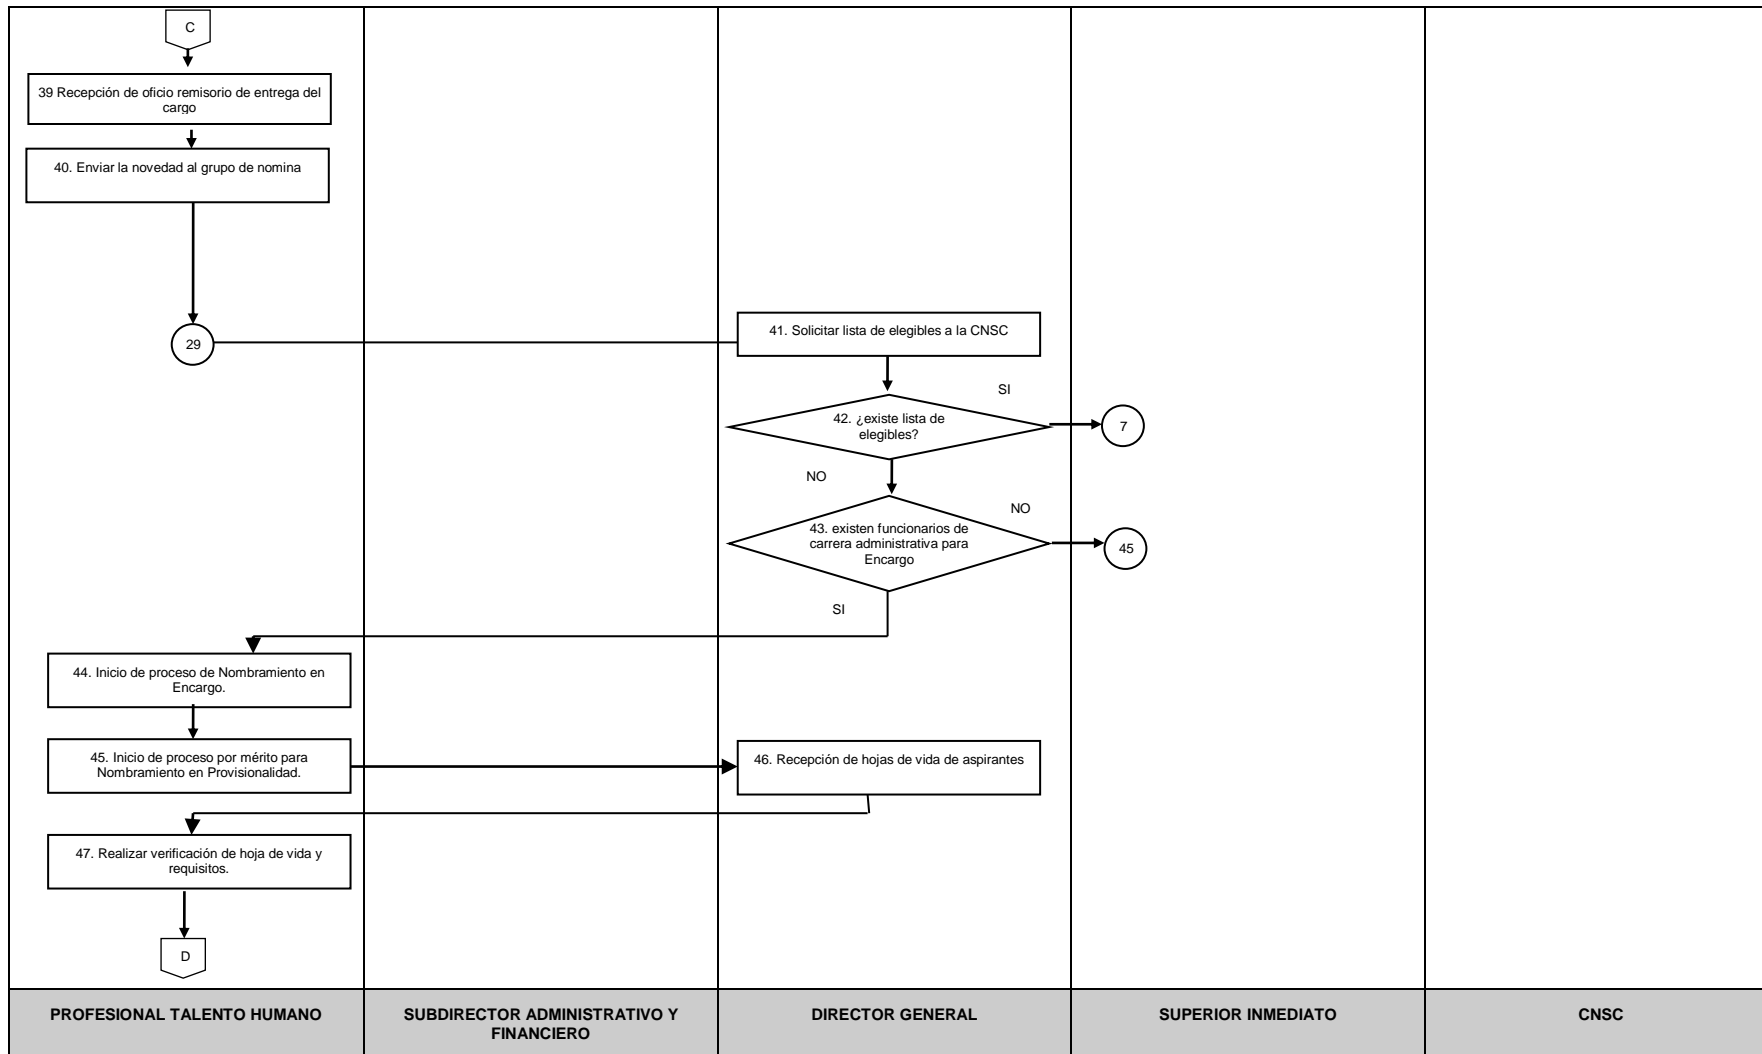 C
39 Recepción de oficio remisorio de entrega del
cargo
40. Enviar la novedad al grupo de nomina
29
41. Solicitar lista de elegibles a la CNSC
SI
42. ¿existe lista de
elegibles?
7
NO
NO
43. existen funcionarios de
carrera administrativa para
Encargo
45
SI
44. Inicio de proceso de Nombramiento en
Encargo.
45. Inicio de proceso por mérito para
Nombramiento en Provisionalidad.
46. Recepción de hojas de vida de aspirantes
47. Realizar verificación de hoja de vida y
requisitos.
D
PROFESIONAL TALENTO HUMANO
SUBDIRECTOR ADMINISTRATIVO Y
FINANCIERO
DIRECTOR GENERAL
SUPERIOR INMEDIATO
CNSC